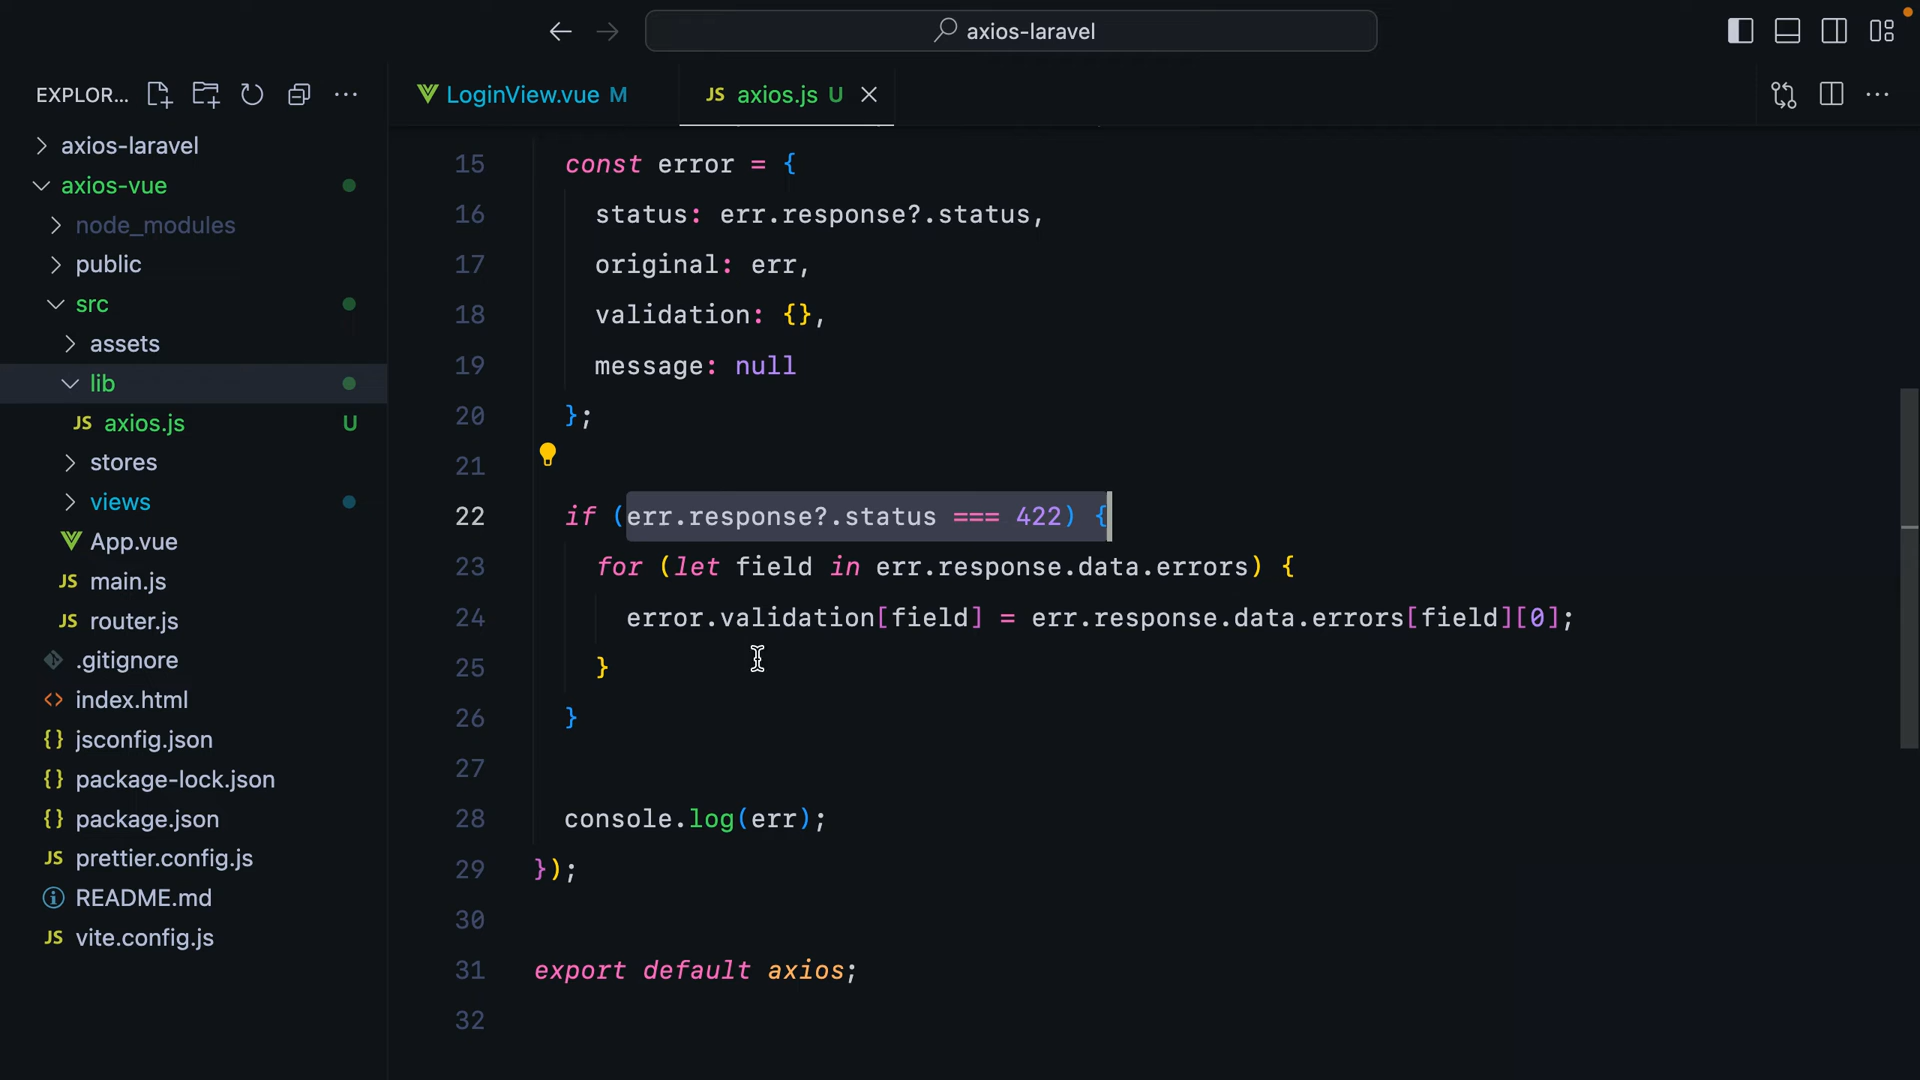 axios-laravel
EXPLOR...
LoginView.vue M
JS axios.js U
axios-laravel
axios-vue
node_modules
public
src
assets
lib
JS axios.js U
stores
views
App.vue
JS main.js
JS router.js
.gitignore
<> index.html
{} jsconfig.json
{} package-lock.json
{} package.json
JS prettier.config.js
README.md
JS vite.config.js
15 const error = {
16 status: err.response?.status,
17 original: err,
18 validation: {},
19 message: null
20 };
21
22 if (err.response?.status === 422) {
23 for (let field in err.response.data.errors) {
24 error.validation[field] = err.response.data.errors[field][0];
25 }
26 }
27
28 console.log(err);
29 });
30
31 export default axios;
32